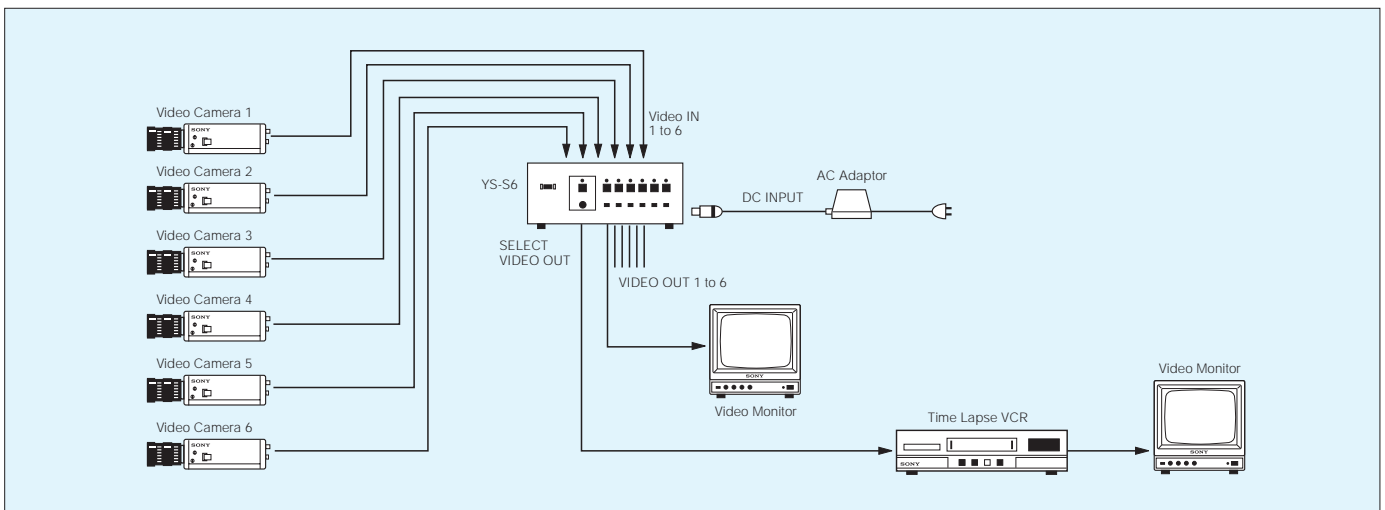 Video Camera 1
SONY
Video Camera 2
SONY
Video Camera 3
SONY
Video Camera 4
SONY
Video Camera 5
SONY
Video Camera 6
SONY
Video IN
1 to 6
YS-S6
SELECT
VIDEO OUT
VIDEO OUT 1 to 6
DC INPUT
AC Adaptor
SONY
Video Monitor
Time Lapse VCR
SONY
Video Monitor
SONY